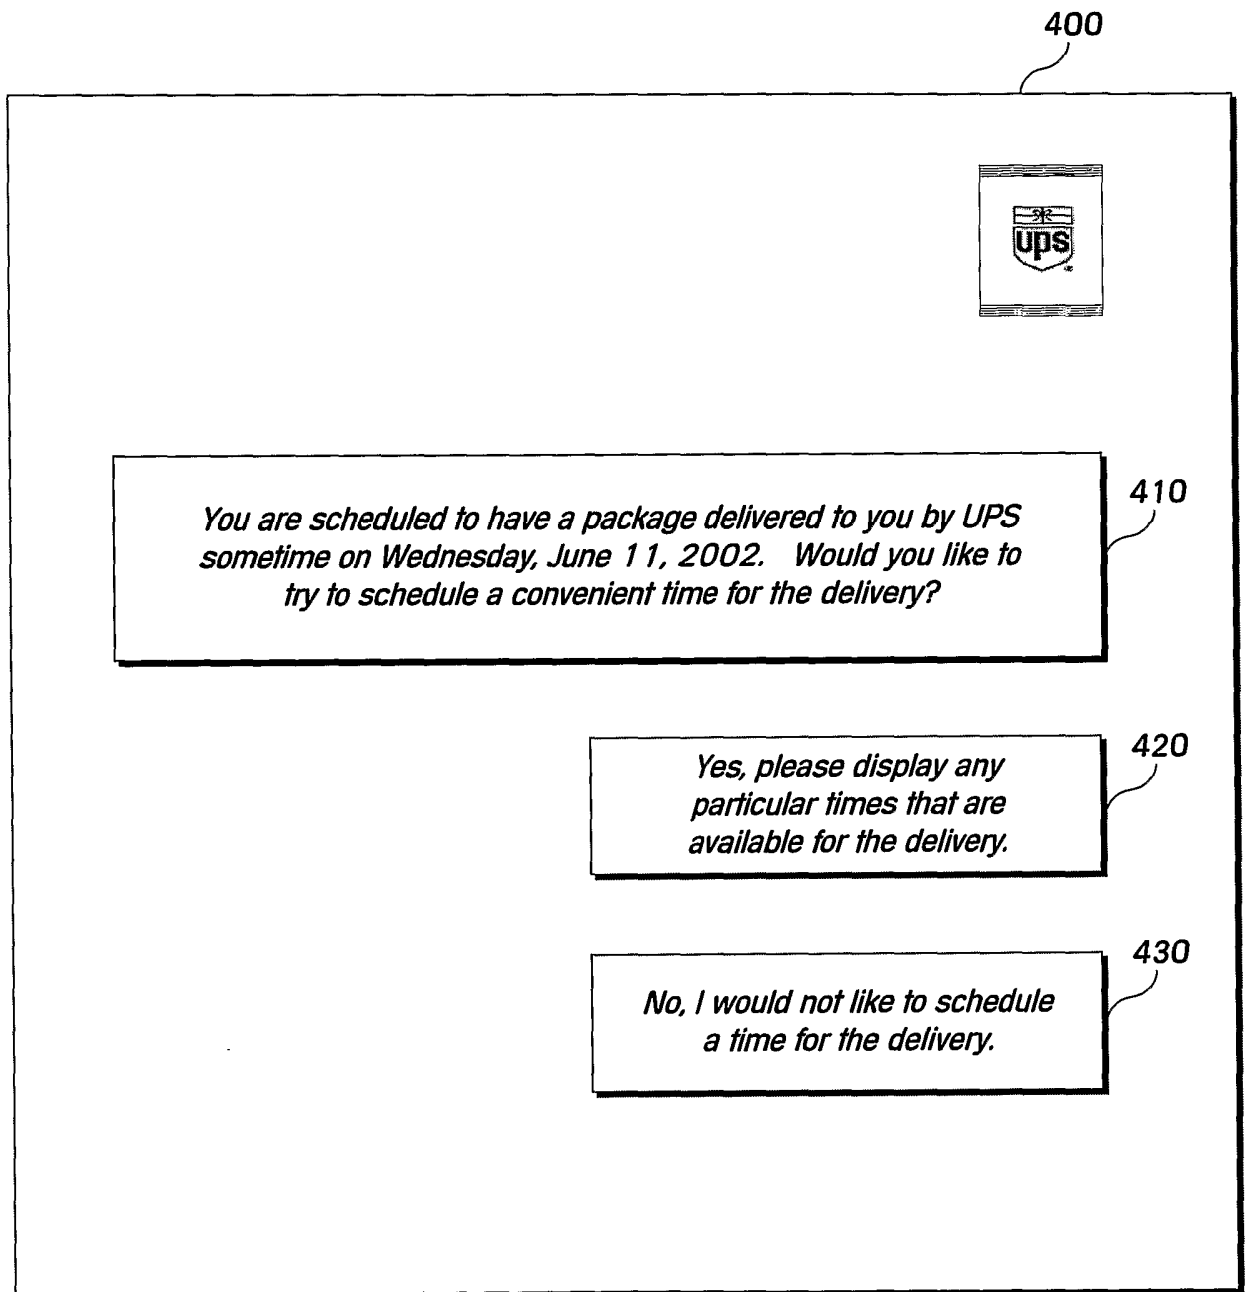 400
ups
You are scheduled to have a package delivered to you by UPS
sometime on Wednesday, June 11, 2002. Would you like to
try to schedule a convenient time for the delivery?
410
Yes, please display any
particular times that are
available for the delivery.
420
No, I would not like to schedule
a time for the delivery.
430